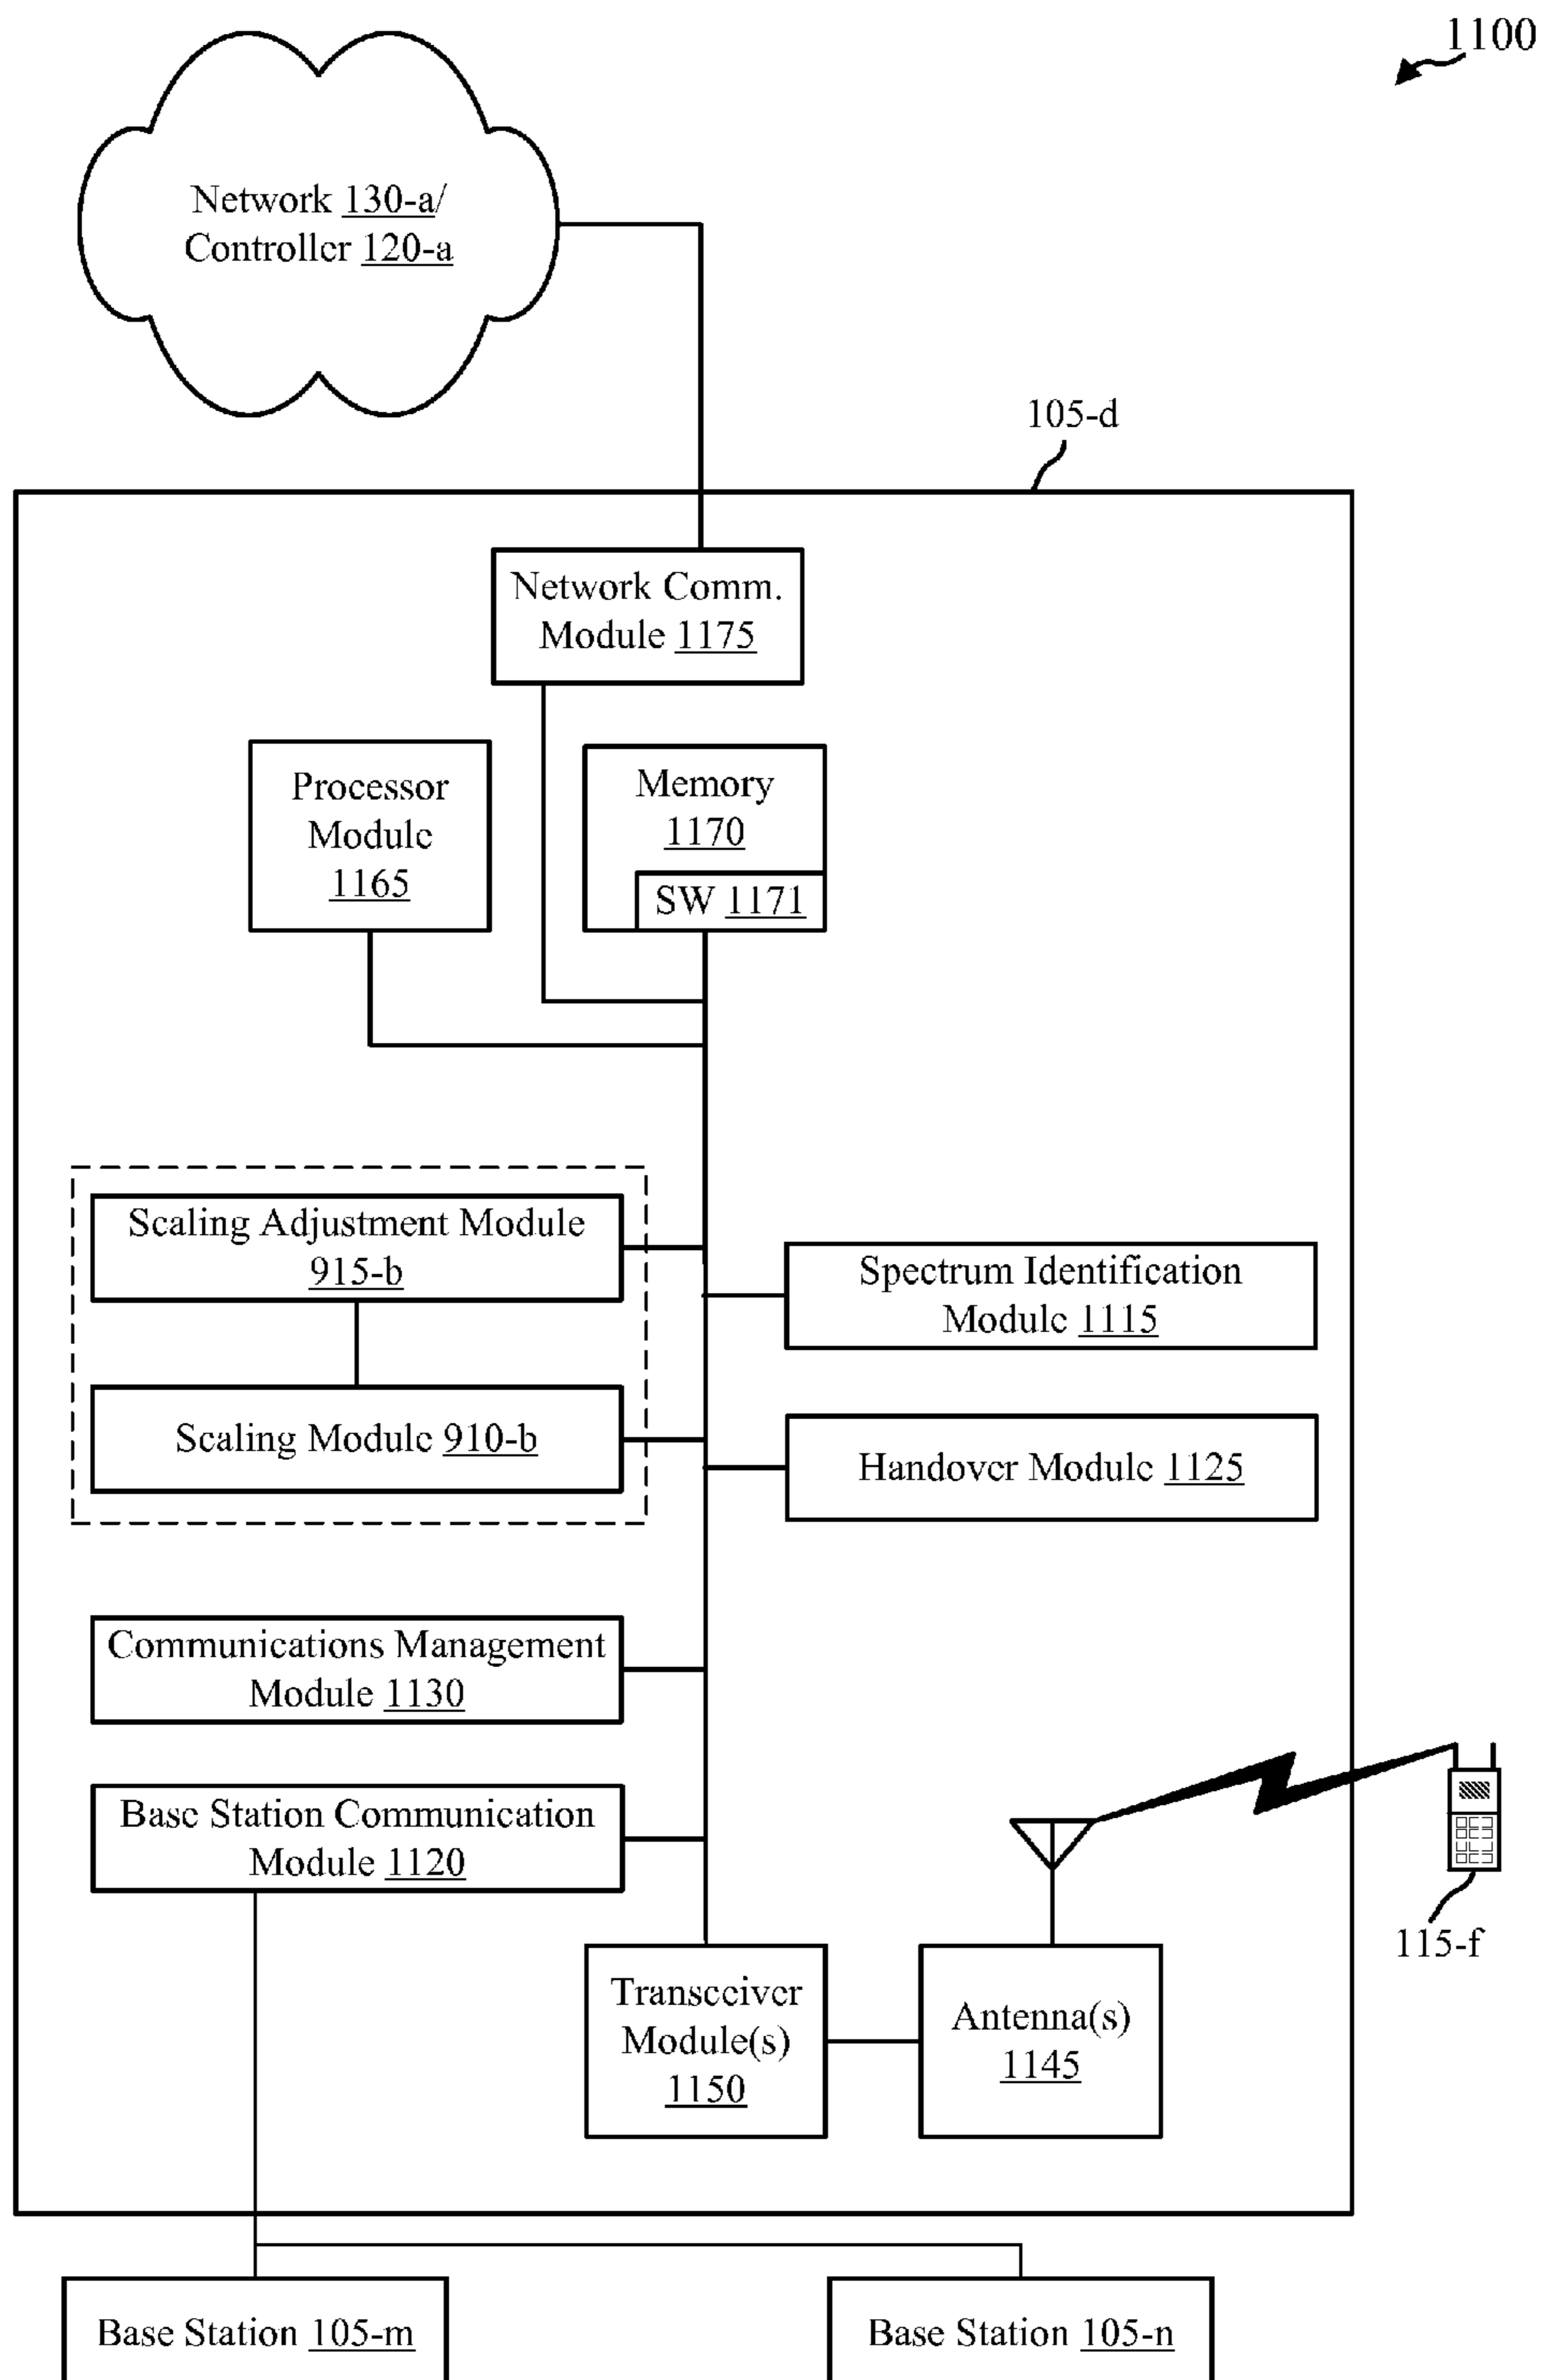 1100
Network 130-a/
Controller 120-a
105-d
Network Comm.
Module 1175
Processor
Module
1165
Memory
1170
SW 1171
Scaling Adjustment Module
915-b
Spectrum Identification
Module 1115
Scaling Module 910-b
Handover Module 1125
Communications Management
Module 1130
Base Station Communication
Module 1120
115-f
Transceiver
Module(s)
1150
Antenna(s)
1145
Base Station 105-m
Base Station 105-n